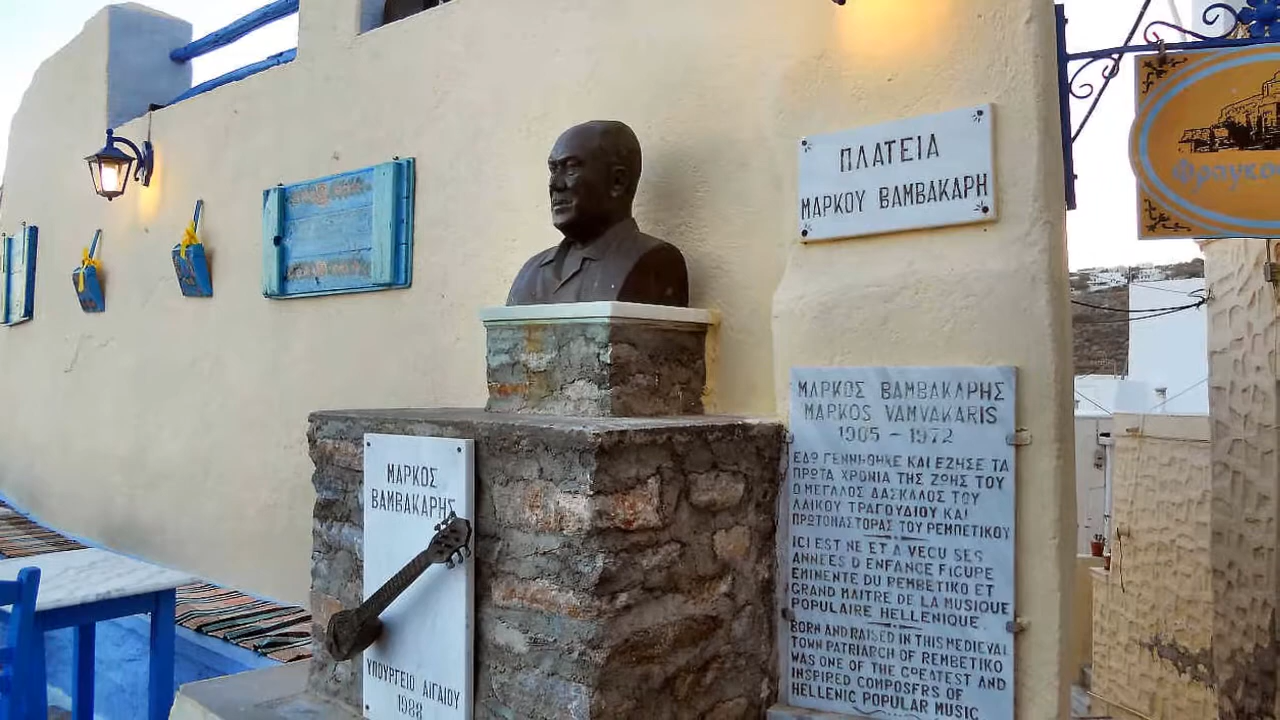 ΠΛΑΤΕΙΑ
ΜΑΡΚΟΥ ΒΑΜΒΑΚΑΡΗ
ΜΑΡΚΟΣ
ΒΑΜΒΑΚΑΡΗΣ
ΥΠΟΥΡΓΕΙΟ ΑΙΓΑΙΟΥ
1988
ΜΑΡΚΟΣ ΒΑΜΒΑΚΑΡΗΣ
MARKOS VAMVAKARIS
1905 - 1972
ΕΔΩ ΓΕΝΝΗΘΗΚΕ ΚΑΙ ΕΖΗΣΕ ΤΑ
ΠΡΩΤΑ ΧΡΟΝΙΑ ΤΗΣ ΖΩΗΣ ΤΟΥ
Ο ΜΕΓΑΛΟΣ ΔΑΣΚΑΛΟΣ ΤΟΥ
ΛΑΙΚΟΥ ΤΡΑΓΟΥΔΙΟΥ ΚΑΙ
ΠΡΩΤΟΜΑΣΤΟΡΑΣ ΤΟΥ ΡΕΜΠΕΤΙΚΟΥ
ICI EST NE ET A VECU SES
ANNEES D ENFANCE FIGURE
EMINENTE DU REMBETIKO ET
GRAND MAITRE DE LA MUSIQUE
POPULAIRE HELLENIQUE
BORN AND RAISED IN THIS MEDIEVAL
TOWN PATRIARCH OF REMBETIKO
WAS ONE OF THE GREATEST AND
INSPIRED COMPOSERS OF
HELLENIC POPULAR MUSIC